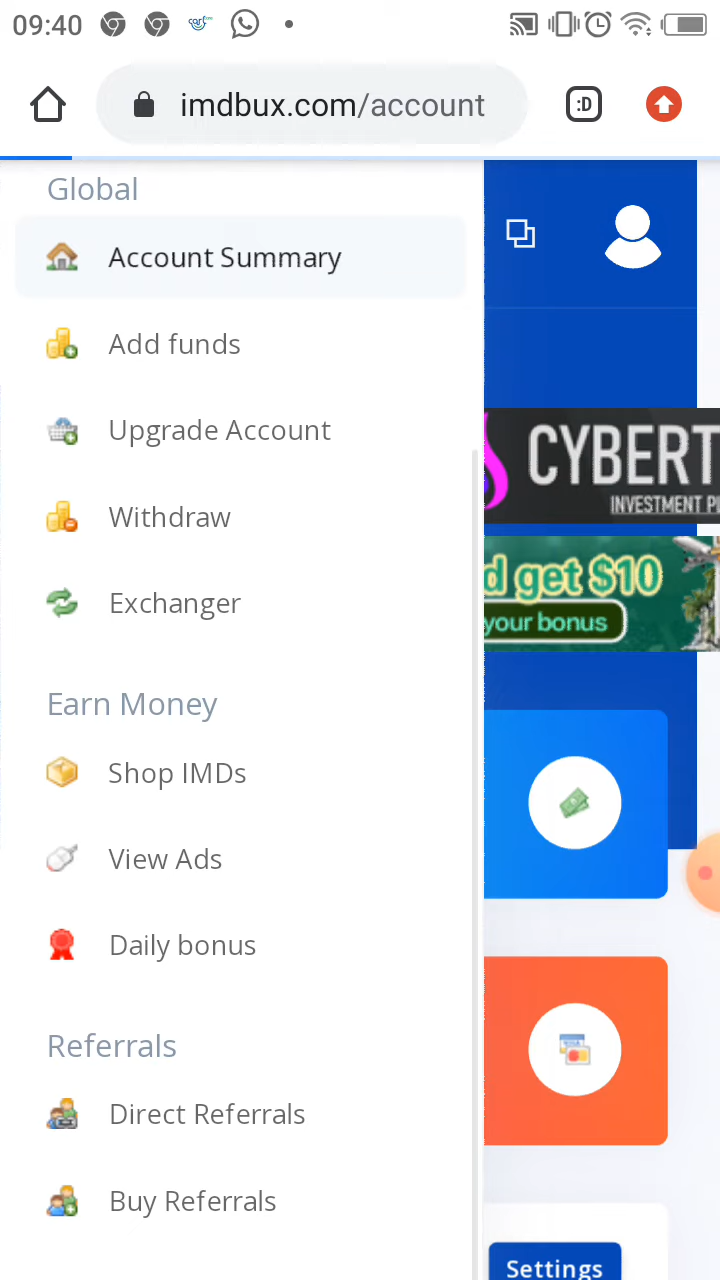 09:40
imdbux.com/account
:D
Global
Account Summary
Add funds
Upgrade Account
Withdraw
Exchanger
Earn Money
Shop IMDs
View Ads
Daily bonus
Referrals
Direct Referrals
Buy Referrals
CYBERT
INVESTMENT PL
d get $10
your bonus
Settings